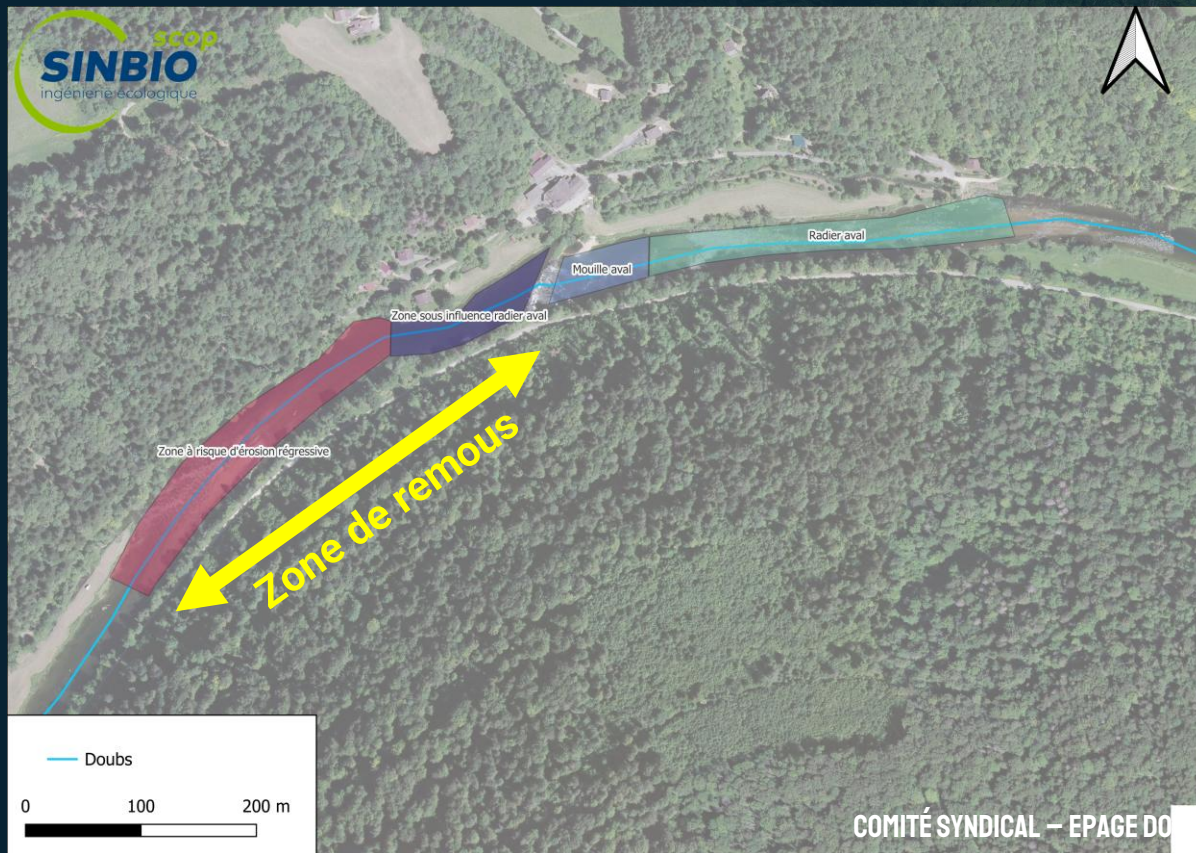 scop
SINBIO
ingénierie écologique
Radier aval
Mouille aval
Zone sous influence radier aval
Zone à risque d'érosion régressive
Zone de remous
Doubs
0 100 200 m
COMITÉ SYNDICAL – EPAGE DO